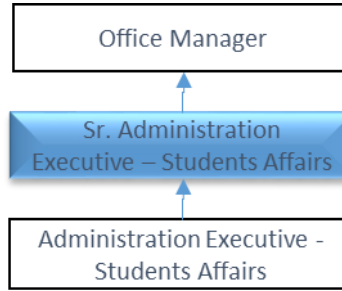 Office Manager
Sr. Administration
Executive – Students Affairs
Administration Executive -
Students Affairs